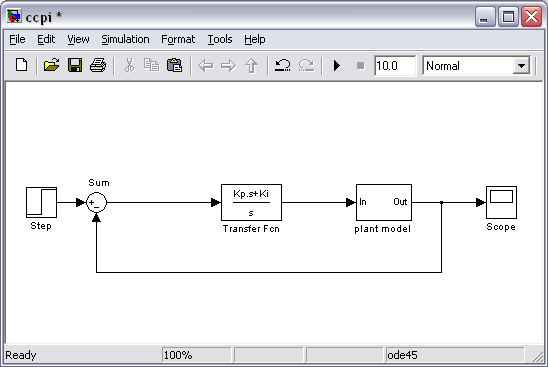 ccpi *
File Edit View Simulation Format Tools Help
10.0 Normal
Sum
+
-
Step
Kp.s+Ki
s
Transfer Fcn
In Out
plant model
Scope
Ready 100% ode45